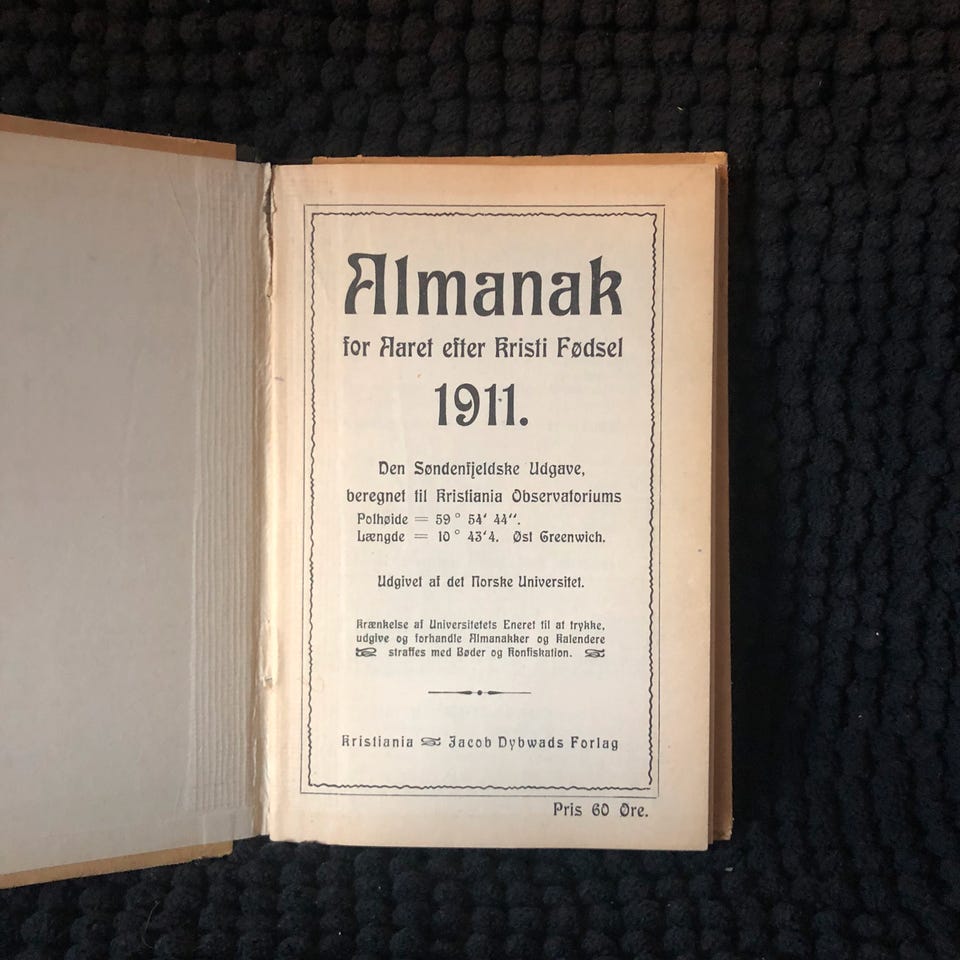 Almanak
for Aaret efter Kristi Fødsel
1911.
Den Søndenfjeldske Udgave,
beregnet til Kristiania Observatoriums
Polhøide = 59° 54' 44".
Længde = 10° 43'4. Øst Greenwich.
Udgivet af det Norske Universitet.
Krænkelse af Universitetets Eneret til at trykke,
udgive og forhandle Almanakker og Kalendere
straffes med Bøder og Konfiskation.
Kristiania Jacob Dybwads Forlag
Pris 60 Øre.